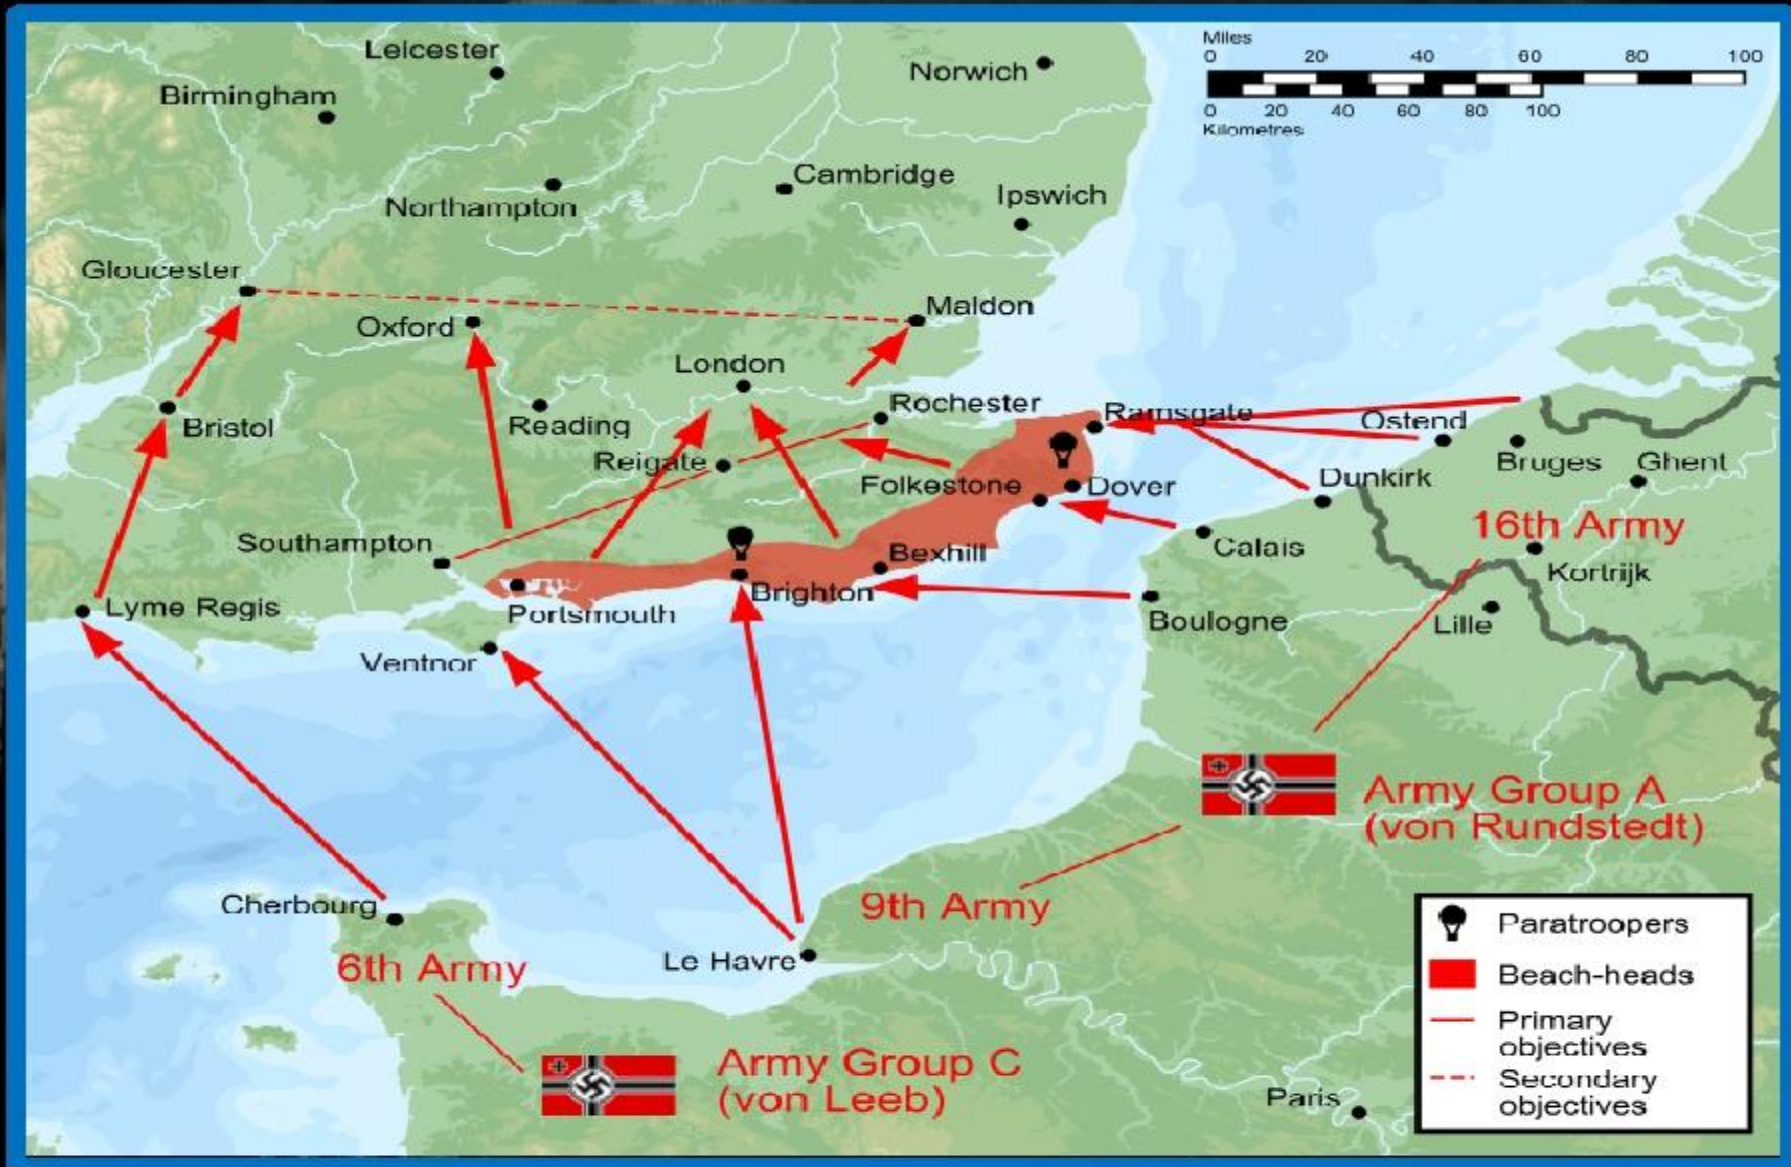 Miles
0 20 40 60 80 100
0 20 40 60 80 100
Kilometres
Leicester
Norwich
Birmingham
Cambridge
Ipswich
Northampton
Gloucester
Maldon
Oxford
London
Rochester
Ramsgate
Ostend
Bristol
Reading
Reigate
Bruges
Ghent
Folkestone
Dover
Dunkirk
16th Army
Southampton
Calais
Bexhill
Kortrijk
Brighton
Lyme Regis
Portsmouth
Boulogne
Lille
Ventnor
Army Group A
(von Rundstedt)
Cherbourg
9th Army
6th Army
Le Havre
Paratroopers
Beach-heads
Primary
objectives
Secondary
objectives
Army Group C
(von Leeb)
Paris